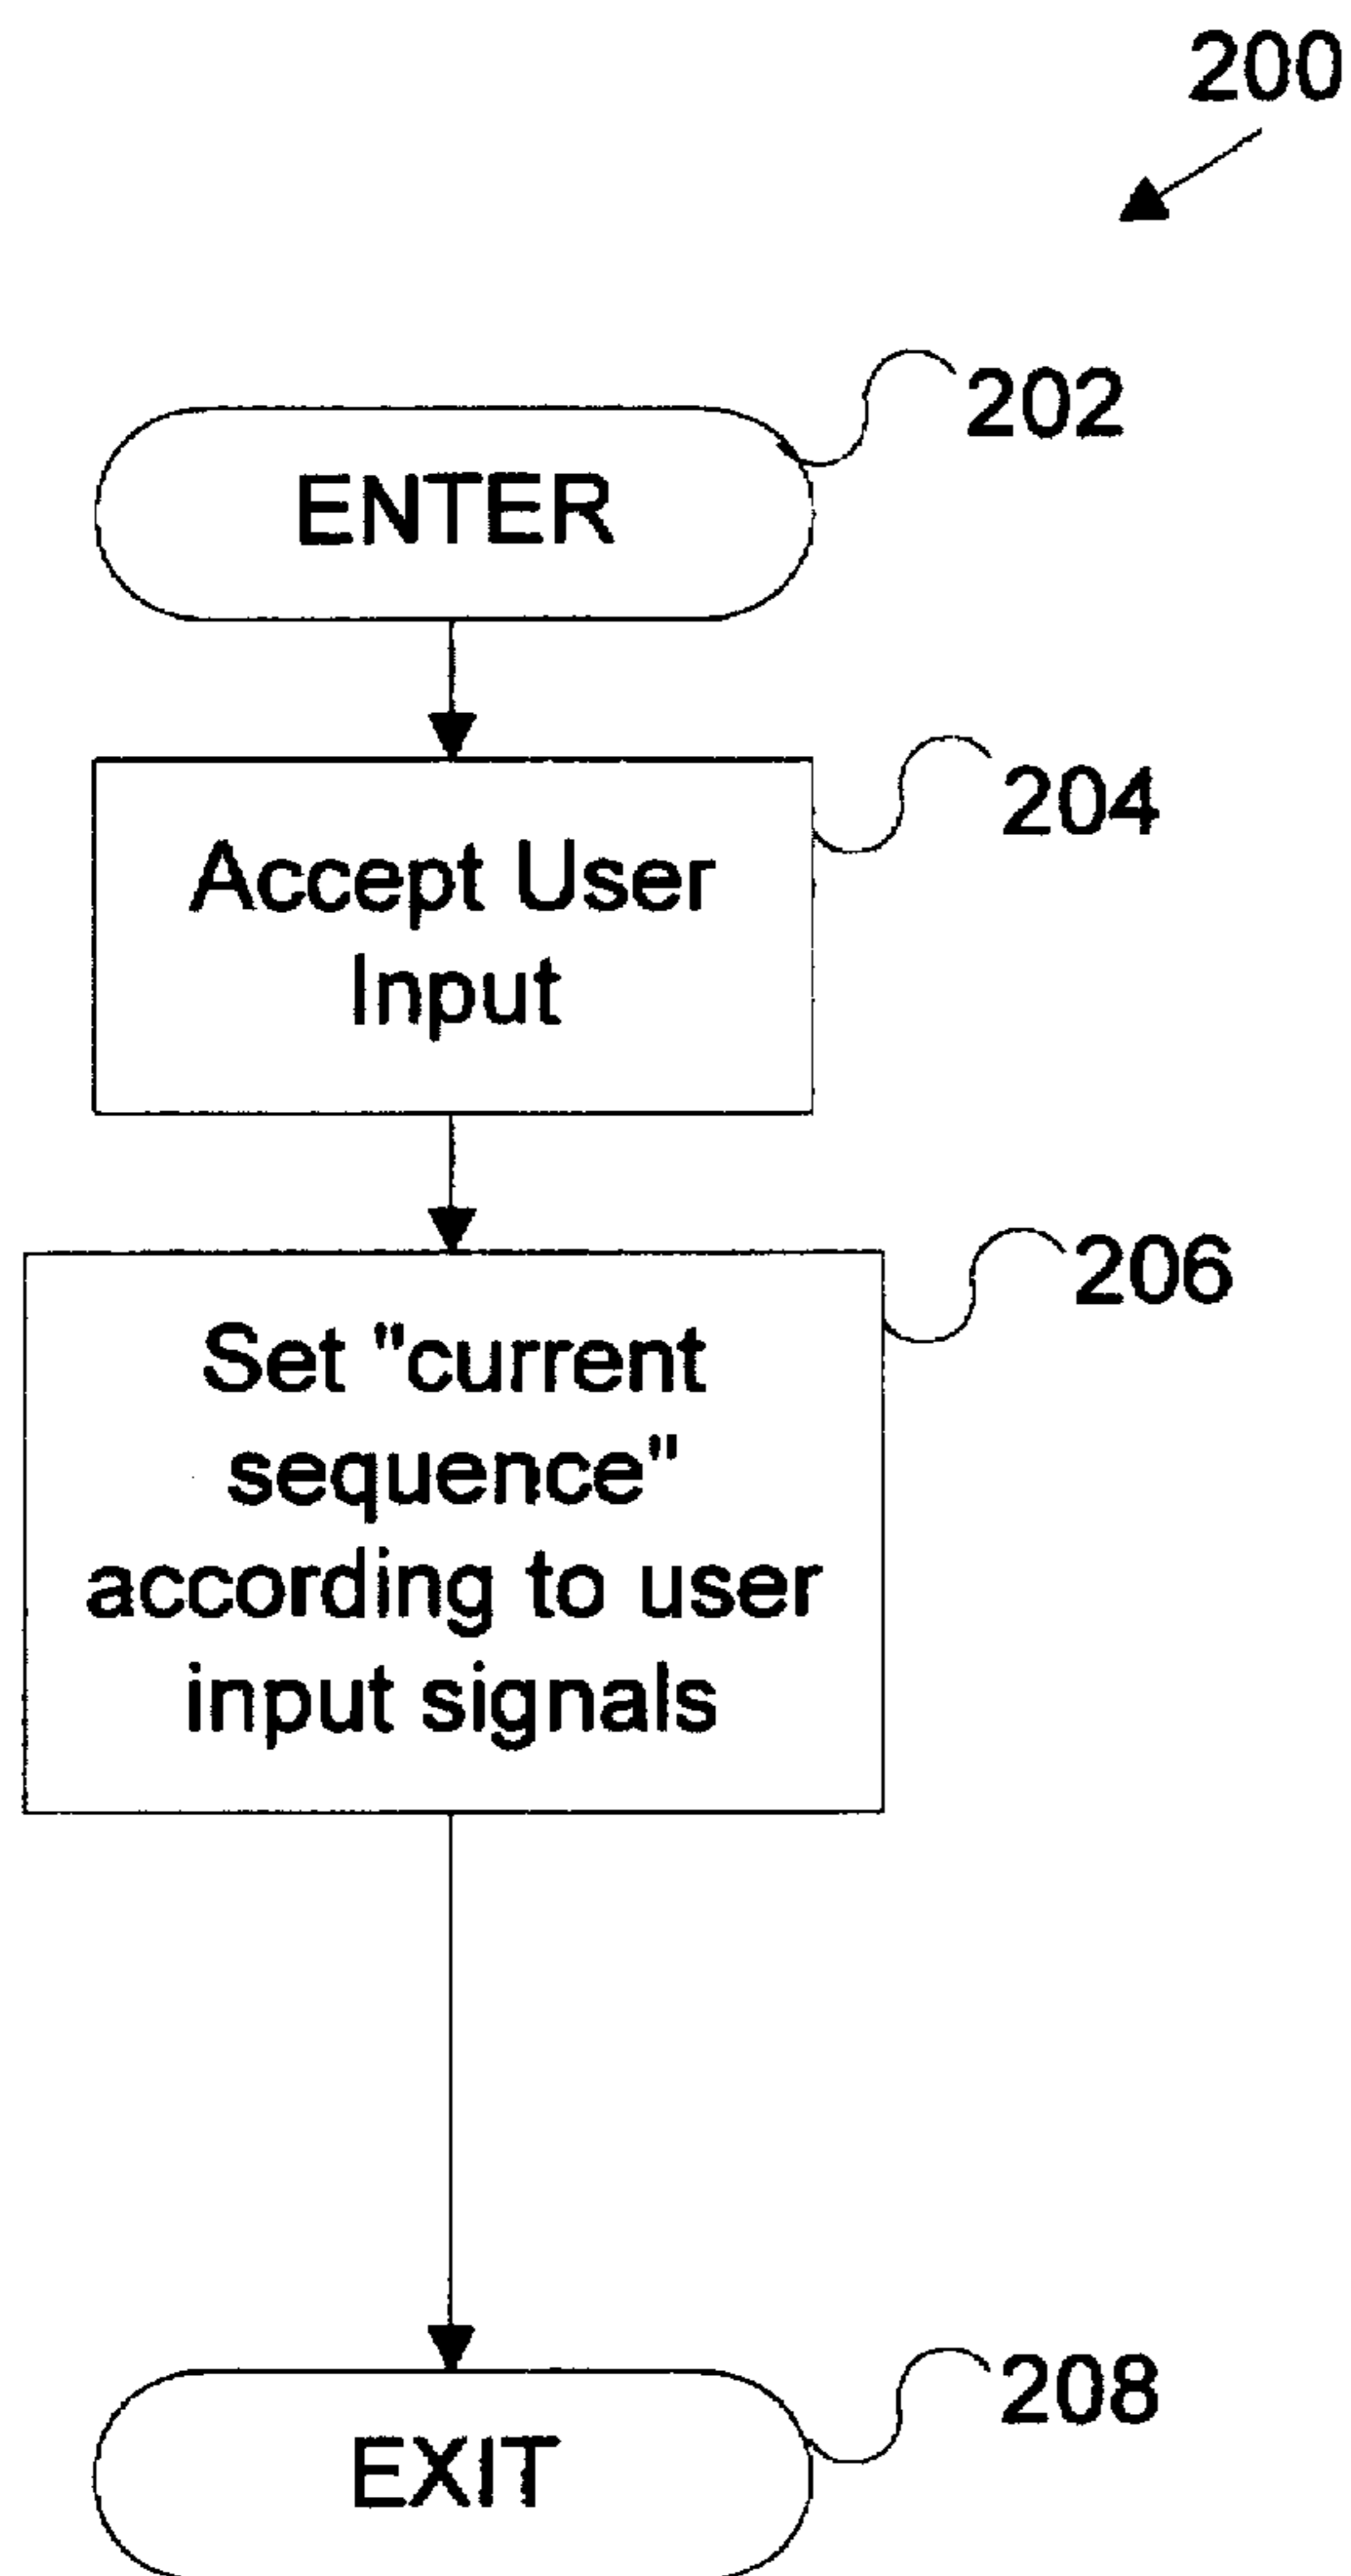 200
202
ENTER
204
Accept User
Input
206
Set "current
sequence"
according to user
input signals
208
EXIT